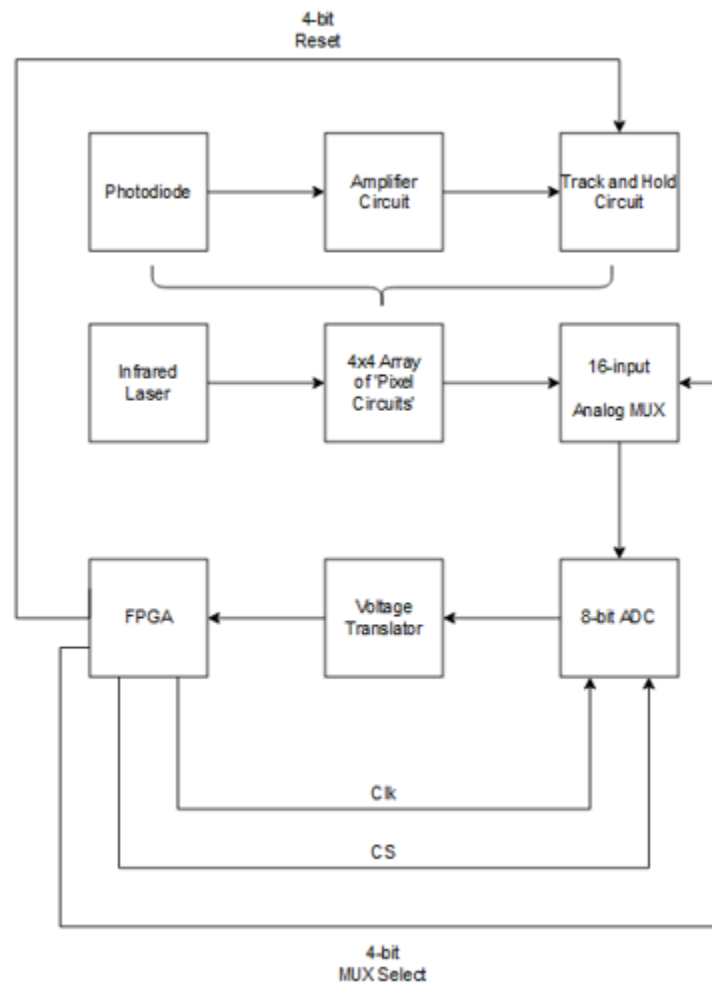 4-bit
Reset
Photodiode
Amplifier
Circuit
Track and Hold
Circuit
Infrared
Laser
4x4 Array
of 'Pixel
Circuits'
16-input
Analog MUX
FPGA
Voltage
Translator
8-bit ADC
Clk
CS
4-bit
MUX Select